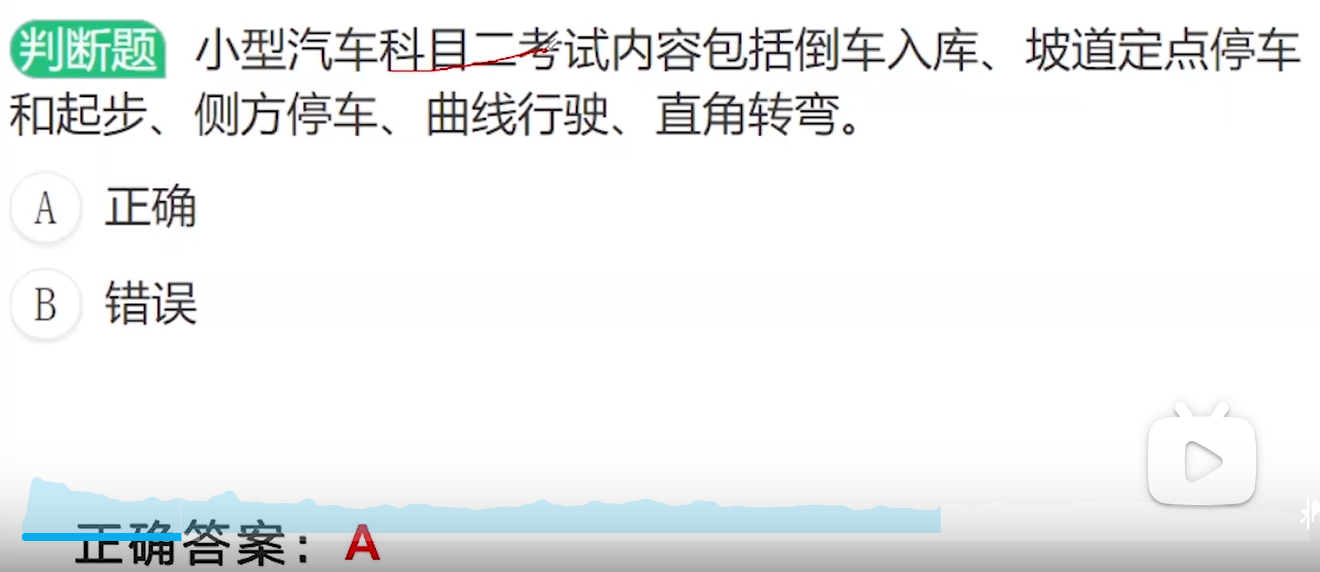 判断题 小型汽车科目二考试内容包括倒车入库、坡道定点停车
和起步、侧方停车、曲线行驶、直角转弯。
A 正确
B 错误
正确答案：A